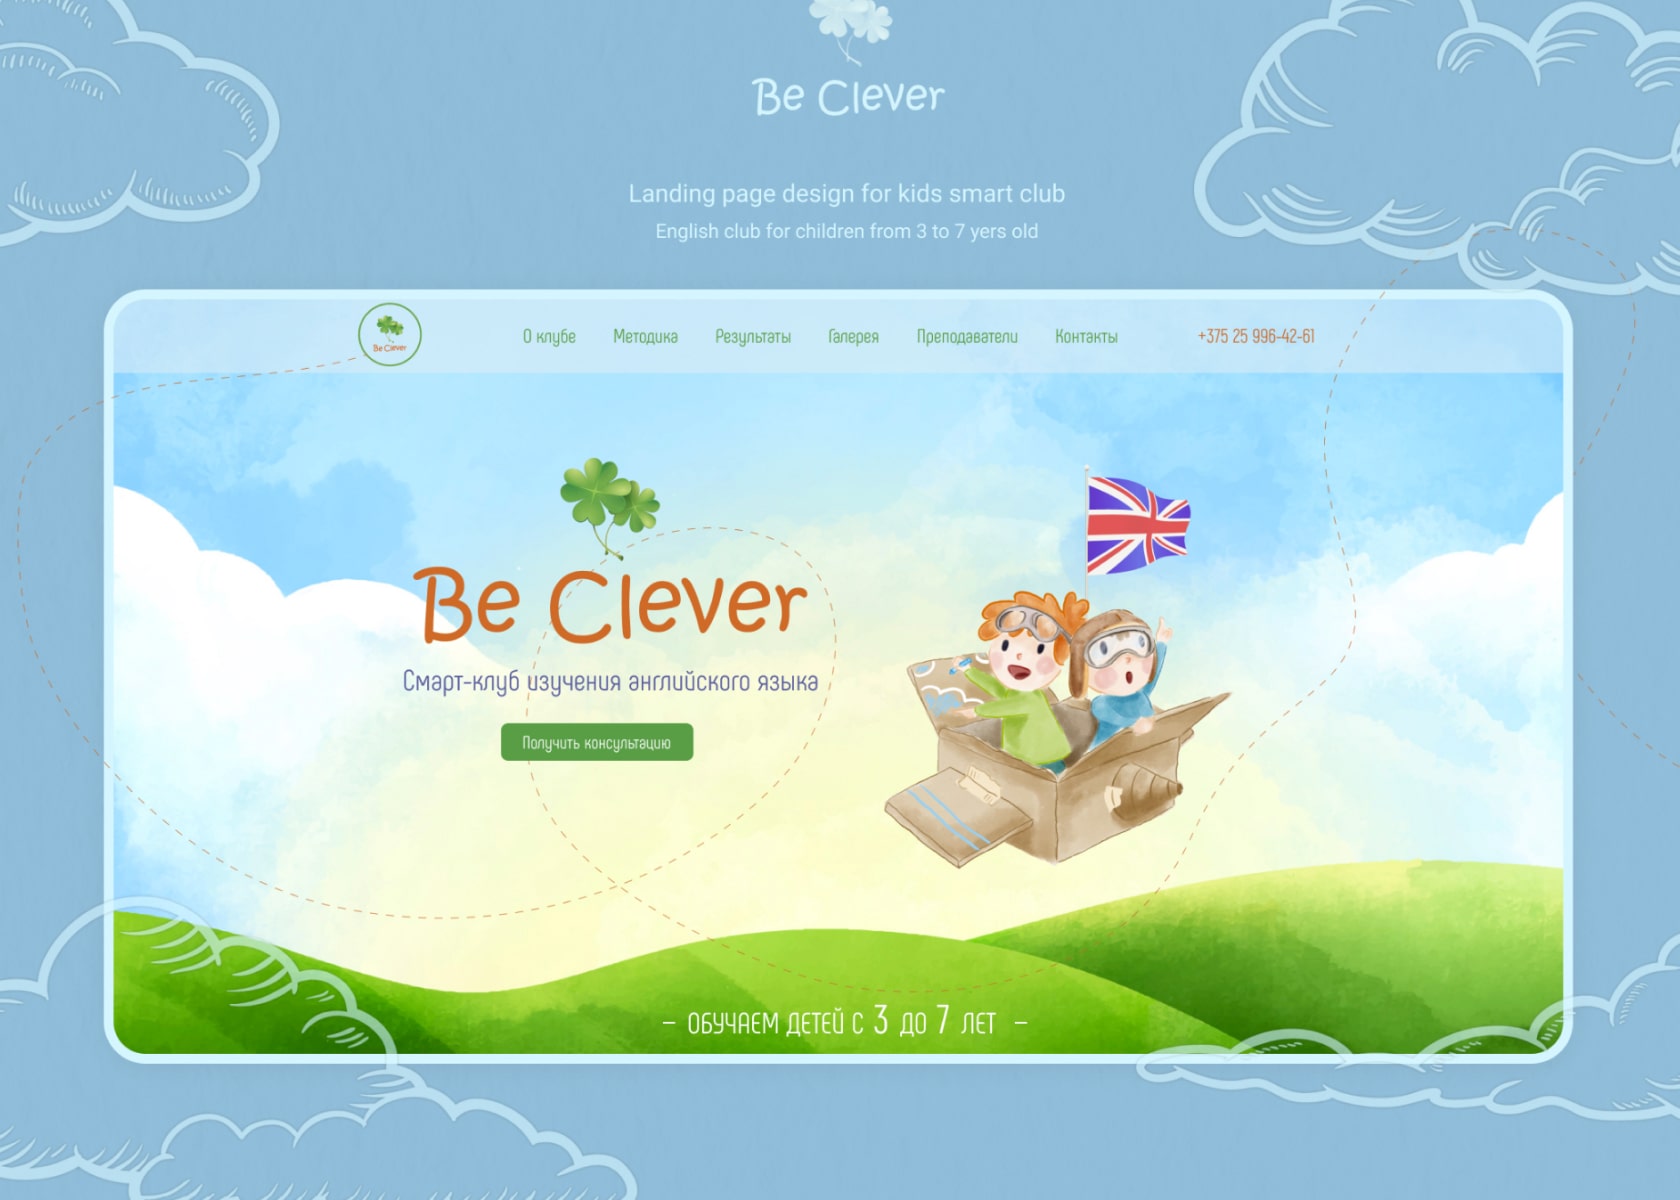 Be Clever
Landing page design for kids smart club
English club for children from 3 to 7 yers old
Be Clever
О клубе Методика Результаты Галерея Преподаватели Контакты +375 25 996-42-61
Be Clever
Смарт-клуб изучения английского языка
Получить консультацию
– ОБУЧАЕМ ДЕТЕЙ С 3 ДО 7 ЛЕТ –